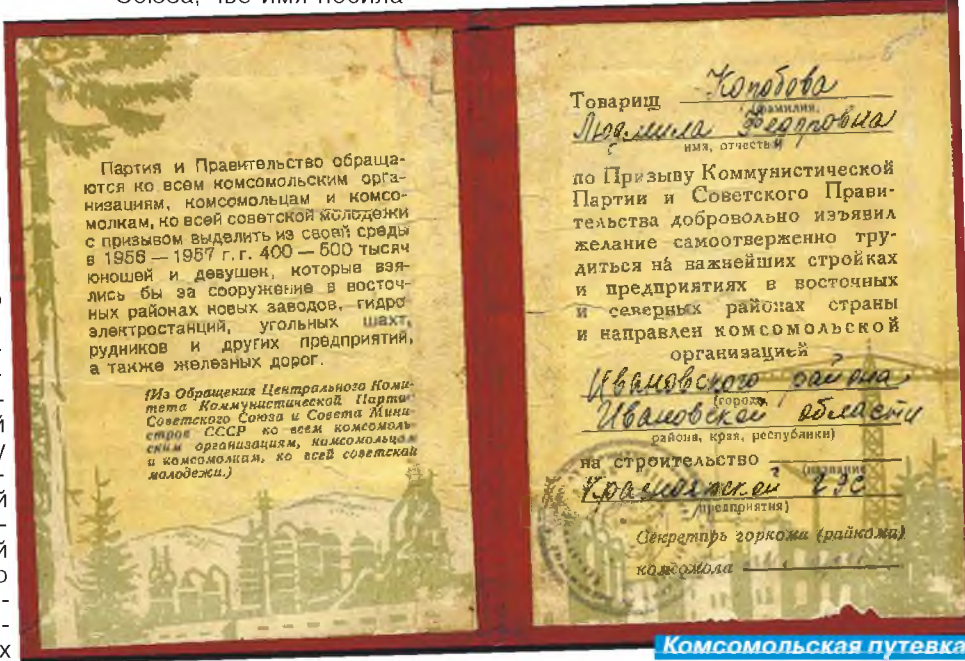 Союза, чье имя носила
Партия и Правительство обраща-
ются ко всем комсомольским орга-
низациям, комсомольцам и комсо-
молкам, ко всей советской молодежи
с призывом выделить из своей среды
в 1956 — 1957 г.г. 400 — 500 тысяч
юношей и девушек, которые взя-
лись бы за сооружение в восточ-
ных районах новых заводов, гидро
электростанций, угольных шахт,
рудников и других предприятий,
а также железных дорог.
(Из Обращения Центрального Коми-
тета Коммунистической Партии
Советского Союза и Совета Мини-
стров СССР ко всем комсомоль-
ским организациям, комсомольцам
и комсомолкам, ко всей советской
молодежи.)
Товарищ
(фамилия,
Людмила Федоровна
имя, отчество)
по Призыву Коммунистической
Партии и Советского Прави-
тельства добровольно изъявил
желание самоотверженно тру-
диться на важнейших стройках
и предприятиях в восточных
и северных районах страны
и направлен комсомольской
организацией
Ивановского района
(города,
Ивановской области
района, края, республики)
на строительство
(название
Красноярской ГЭС
предприятия)
Секретарь горкома (райкома)
комсомола
Комсомольская путевка